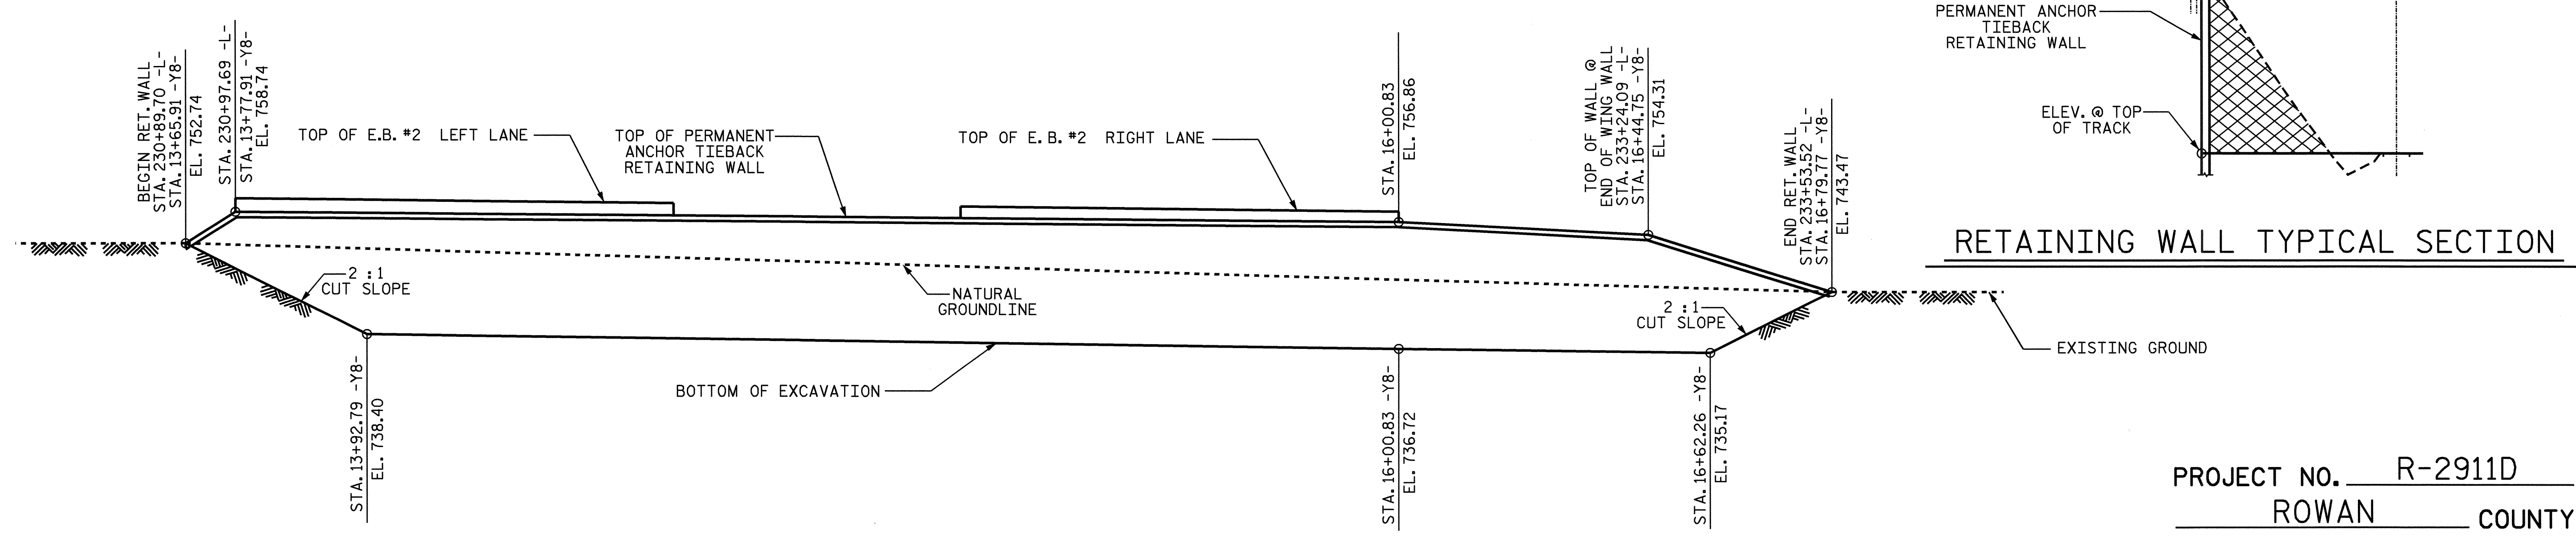 BEGIN RET. WALL
STA. 230+89.70 -L-
STA. 13+65.91 -Y8-
EL. 752.74
STA. 230+97.69 -L-
STA. 13+77.91 -Y8-
EL. 758.74
TOP OF E.B. #2 LEFT LANE
TOP OF PERMANENT
ANCHOR TIEBACK
RETAINING WALL
TOP OF E.B. #2 RIGHT LANE
STA. 16+00.83
EL. 756.86
TOP OF WALL @
END OF WING WALL
STA. 233+24.09 -L-
STA. 16+44.75 -Y8-
EL. 754.31
END RET. WALL
STA. 233+53.52 -L-
STA. 16+79.77 -Y8-
EL. 743.47
PERMANENT ANCHOR
TIEBACK
RETAINING WALL
ELEV. @ TOP
OF TRACK
RETAINING WALL TYPICAL SECTION
2 : 1
CUT SLOPE
NATURAL
GROUNDLINE
2 : 1
CUT SLOPE
EXISTING GROUND
BOTTOM OF EXCAVATION
STA. 13+92.79 -Y8-
EL. 738.40
STA. 16+00.83 -Y8-
EL. 736.72
STA. 16+62.26 -Y8-
EL. 735.17
PROJECT NO. R-2911D
ROWAN COUNTY